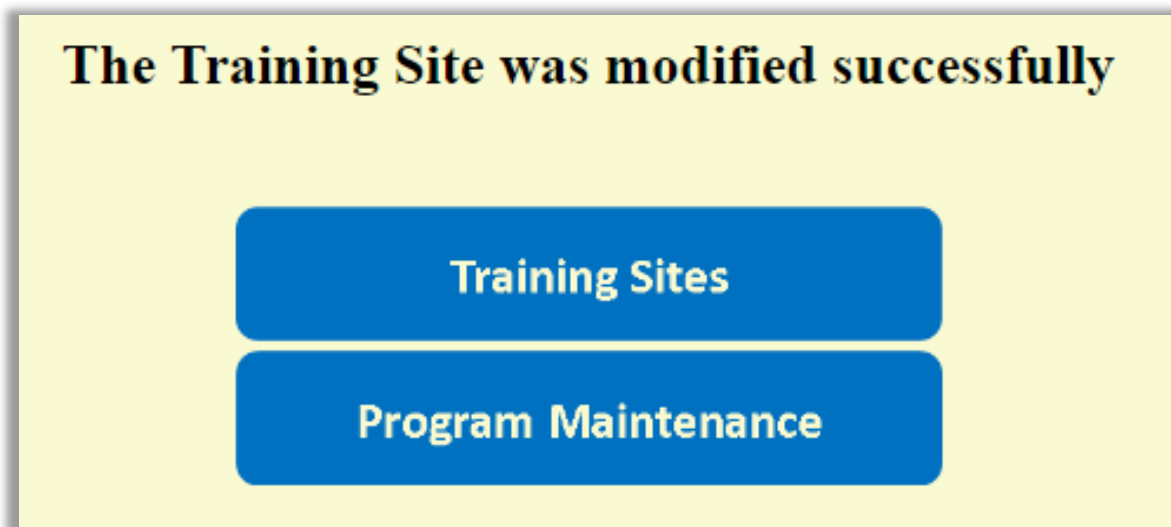 The Training Site was modified successfully
Training Sites
Program Maintenance